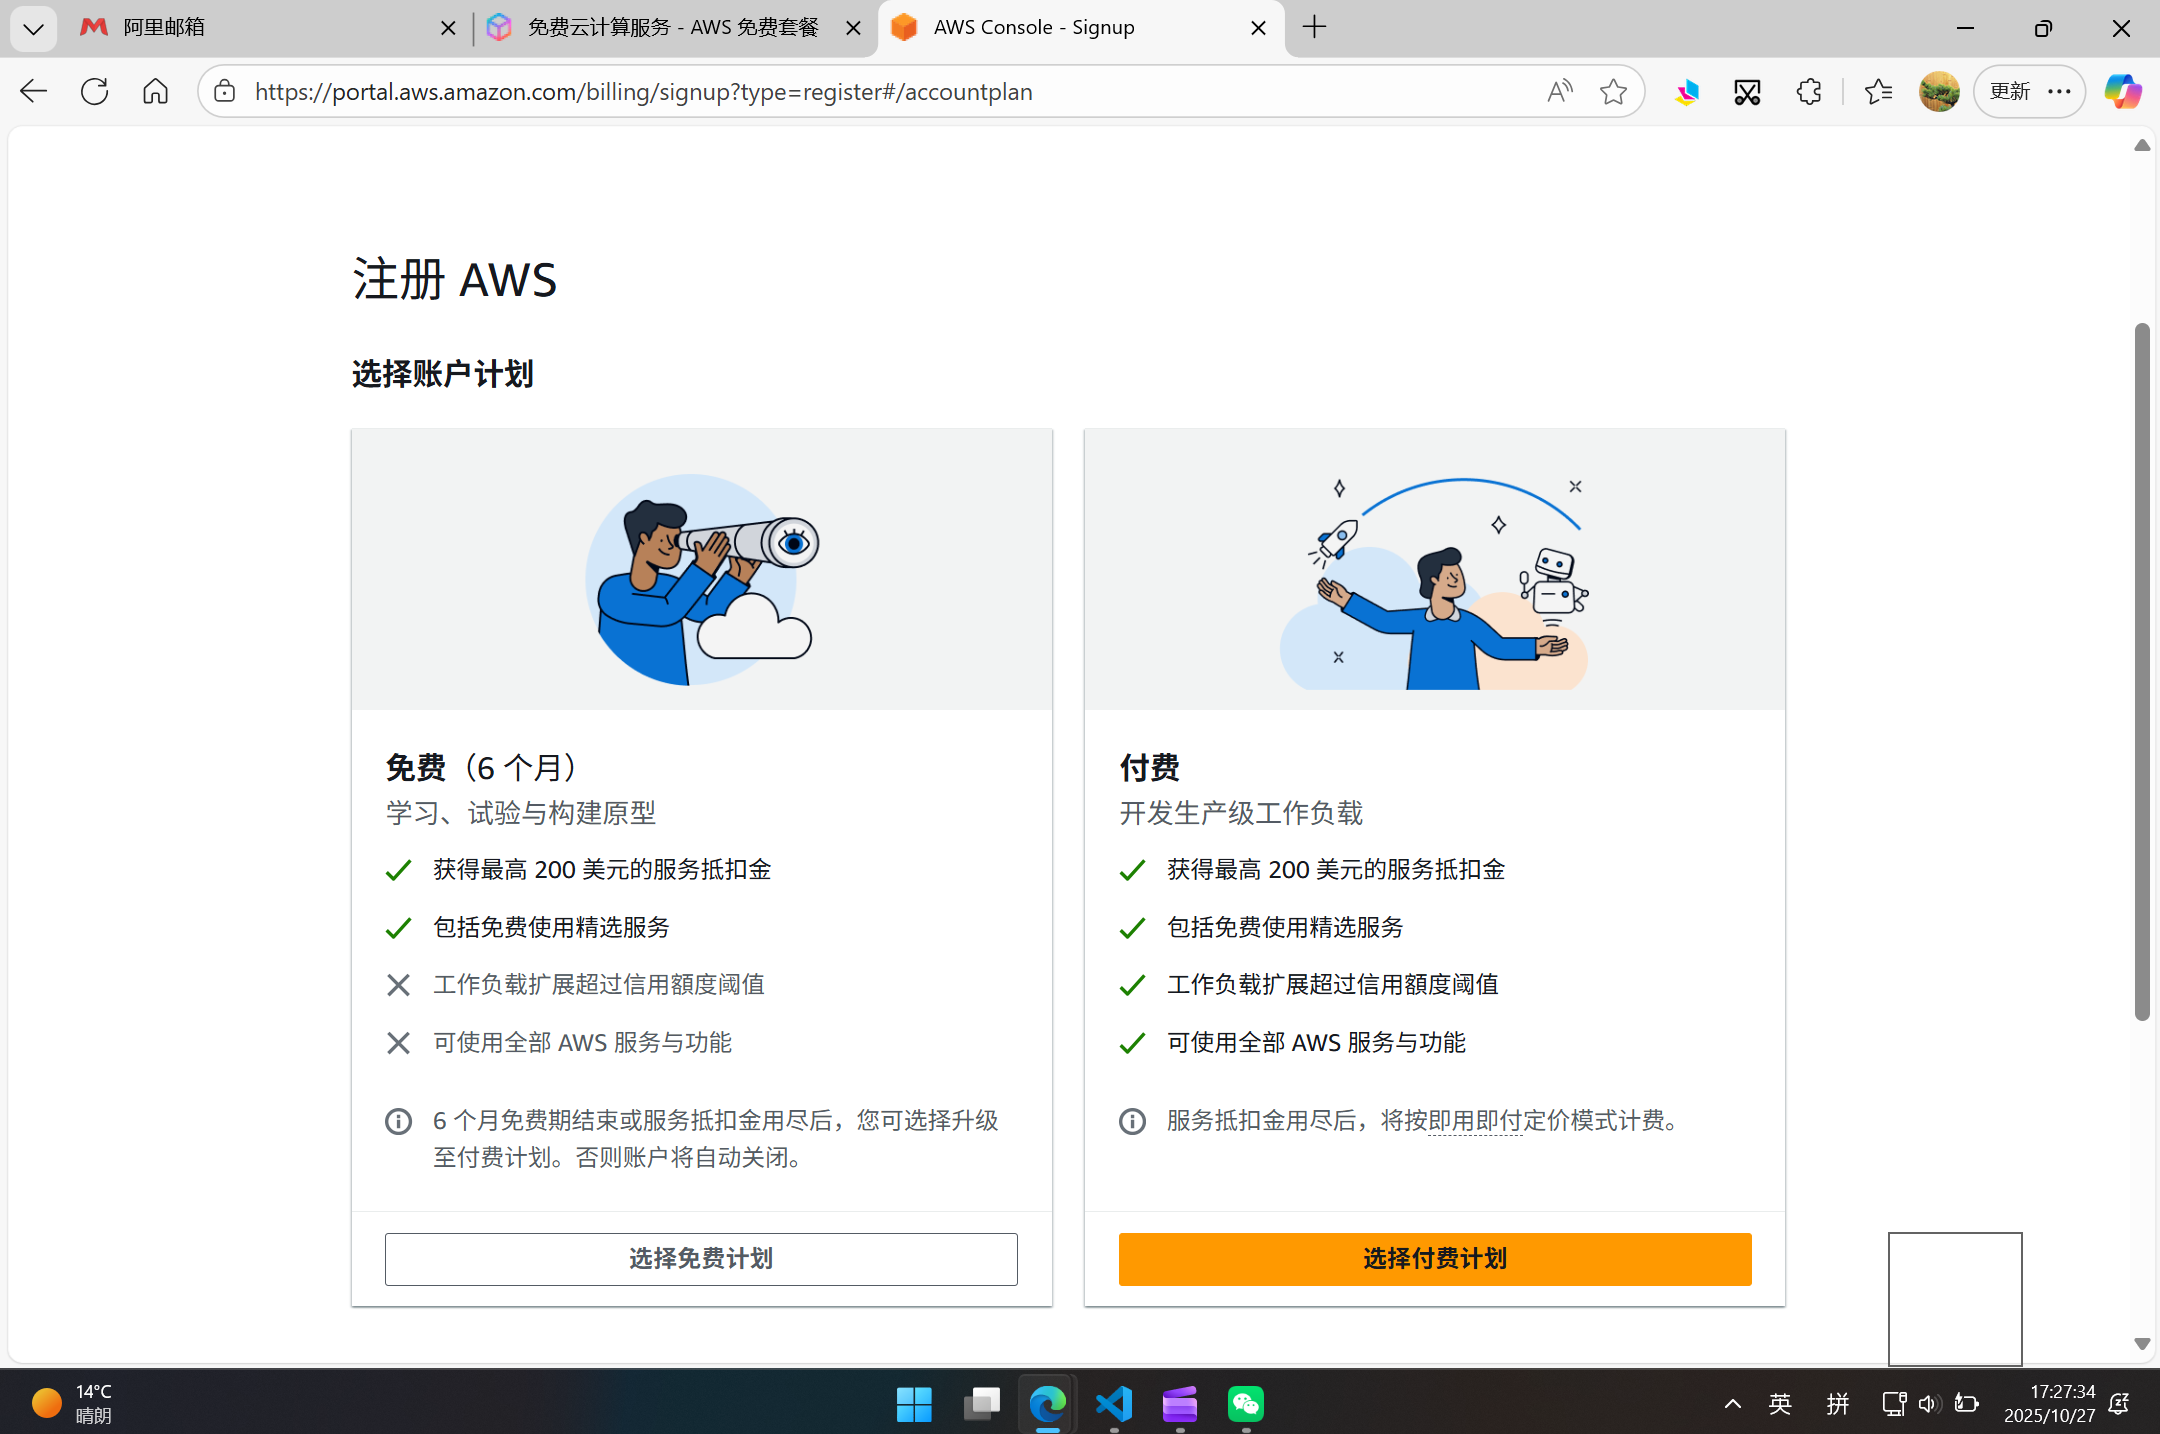 阿里邮箱
免费云计算服务 - AWS 免费套餐
AWS Console - Signup
https://portal.aws.amazon.com/billing/signup?type=register#/accountplan
更新
注册 AWS
选择账户计划
免费（6 个月）
学习、试验与构建原型
获得最高 200 美元的服务抵扣金
包括免费使用精选服务
工作负载扩展超过信用額度阈值
可使用全部 AWS 服务与功能
6 个月免费期结束或服务抵扣金用尽后，您可选择升级
至付费计划。否则账户将自动关闭。
选择免费计划
付费
开发生产级工作负载
获得最高 200 美元的服务抵扣金
包括免费使用精选服务
工作负载扩展超过信用額度阈值
可使用全部 AWS 服务与功能
服务抵扣金用尽后，将按即用即付定价模式计费。
选择付费计划
14°C
晴朗
英
拼
17:27:34
2025/10/27